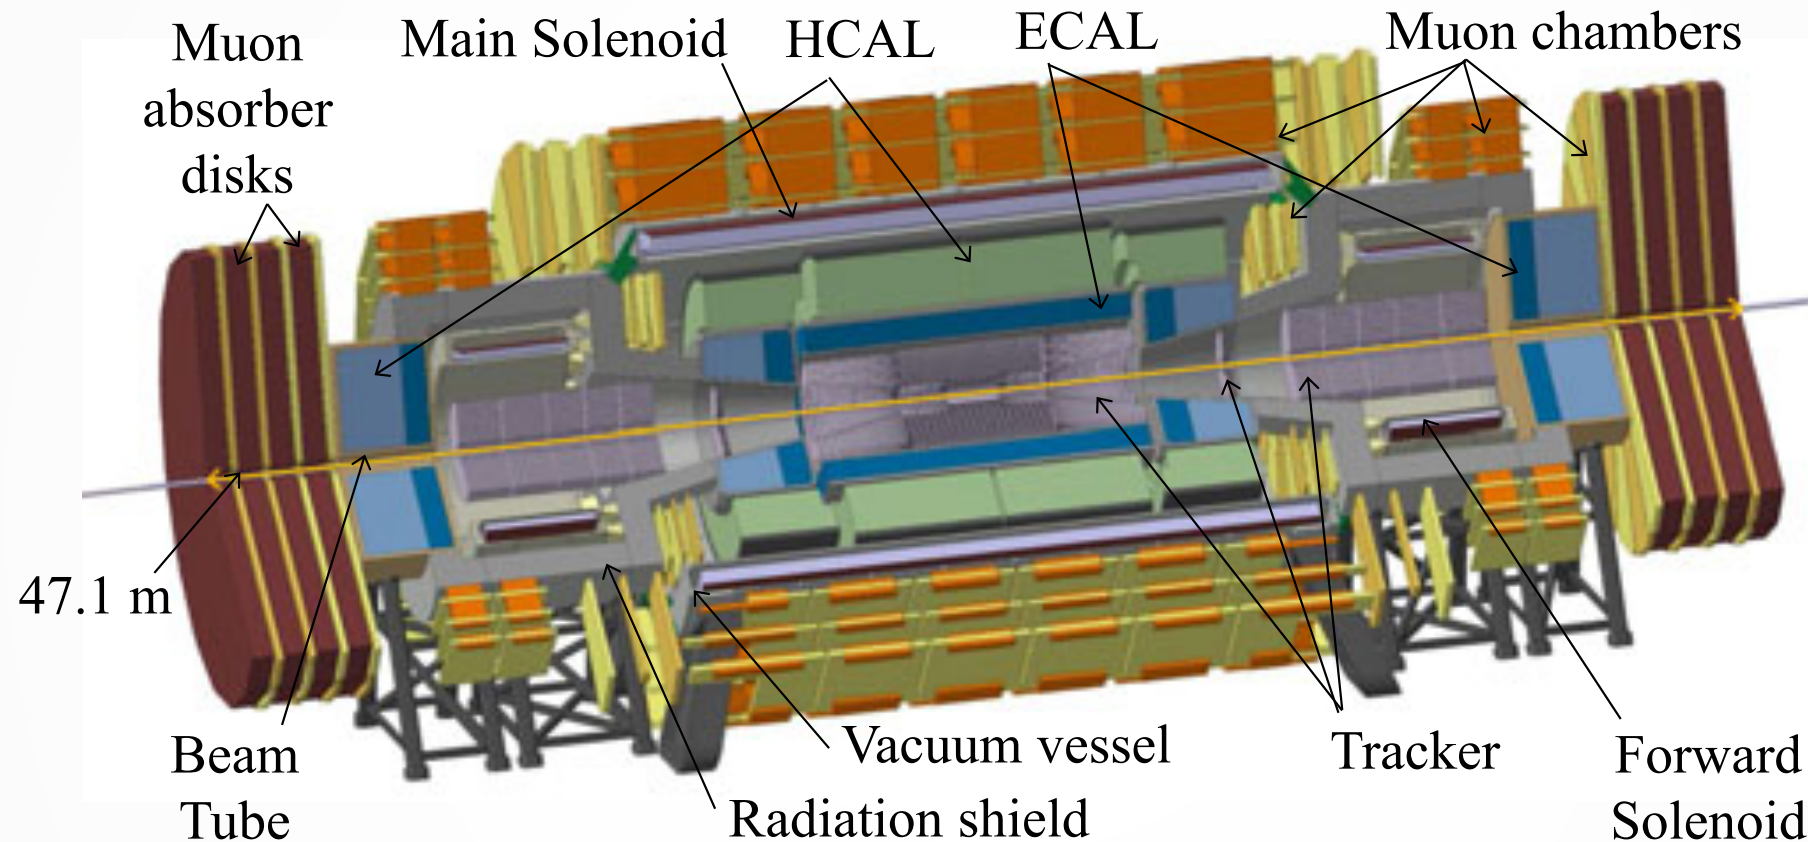 Muon
absorber
disks
Main Solenoid
HCAL
ECAL
Muon chambers
47.1 m
Beam
Tube
Vacuum vessel
Radiation shield
Tracker
Forward
Solenoid